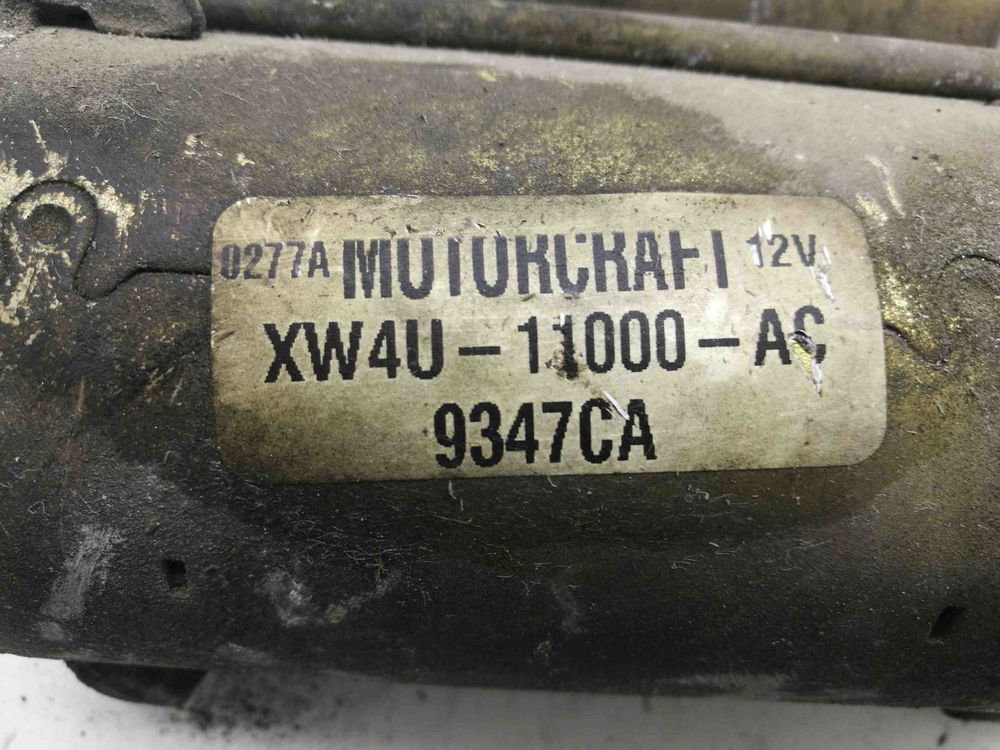 0277A MOTORCRAFT 12V
XW4U-11000-AC
9347CA